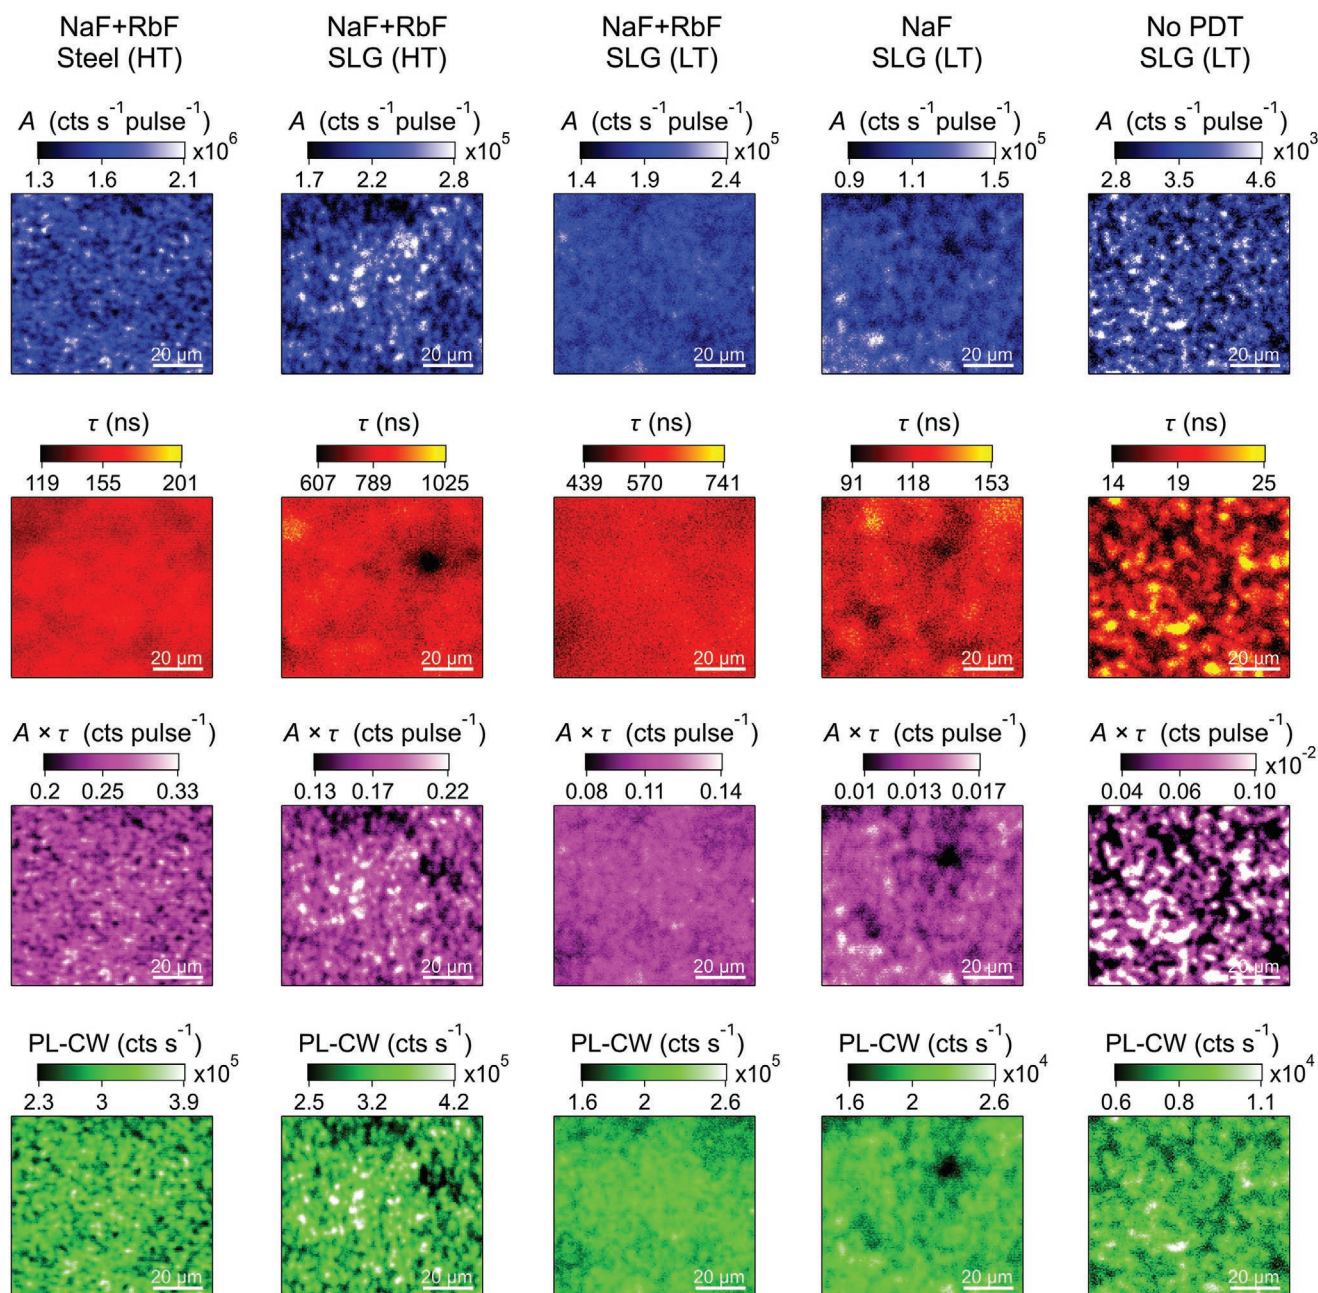 NaF+RbF NaF+RbF NaF+RbF NaF No PDT
Steel (HT) SLG (HT) SLG (LT) SLG (LT) SLG (LT)
A (cts s⁻¹pulse⁻¹) A (cts s⁻¹pulse⁻¹) A (cts s⁻¹pulse⁻¹) A (cts s⁻¹pulse⁻¹) A (cts s⁻¹pulse⁻¹)
x10⁶ x10⁵ x10⁵ x10⁵ x10³
1.3 1.6 2.1 1.7 2.2 2.8 1.4 1.9 2.4 0.9 1.1 1.5 2.8 3.5 4.6
20 µm 20 µm 20 µm 20 µm 20 µm
τ (ns) τ (ns) τ (ns) τ (ns) τ (ns)
119 155 201 607 789 1025 439 570 741 91 118 153 14 19 25
20 µm 20 µm 20 µm 20 µm 20 µm
A × τ (cts pulse⁻¹) A × τ (cts pulse⁻¹) A × τ (cts pulse⁻¹) A × τ (cts pulse⁻¹) A × τ (cts pulse⁻¹)
x10⁻²
0.2 0.25 0.33 0.13 0.17 0.22 0.08 0.11 0.14 0.01 0.013 0.017 0.04 0.06 0.10
20 µm 20 µm 20 µm 20 µm 20 µm
PL-CW (cts s⁻¹) PL-CW (cts s⁻¹) PL-CW (cts s⁻¹) PL-CW (cts s⁻¹) PL-CW (cts s⁻¹)
x10⁵ x10⁵ x10⁵ x10⁴ x10⁴
2.3 3 3.9 2.5 3.2 4.2 1.6 2 2.6 1.6 2 2.6 0.6 0.8 1.1
20 µm 20 µm 20 µm 20 µm 20 µm